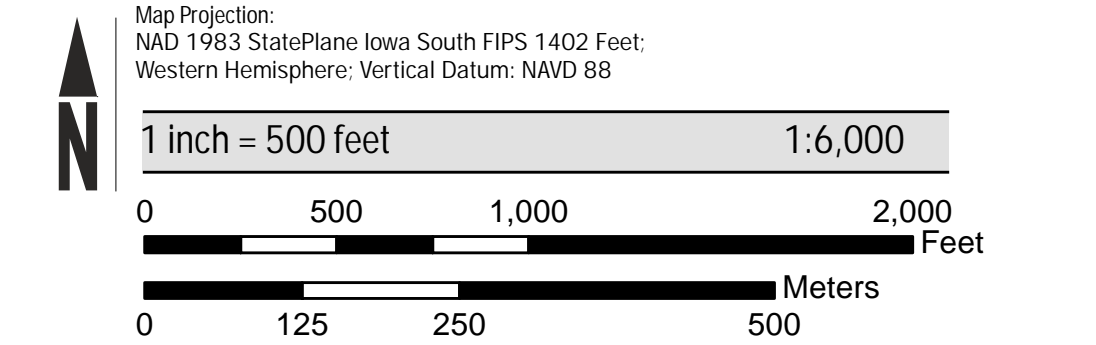 Map Projection:
NAD 1983 StatePlane Iowa South FIPS 1402 Feet;
Western Hemisphere; Vertical Datum: NAVD 88
N
1 inch = 500 feet 1:6,000
0 500 1,000 2,000
Feet
Meters
0 125 250 500